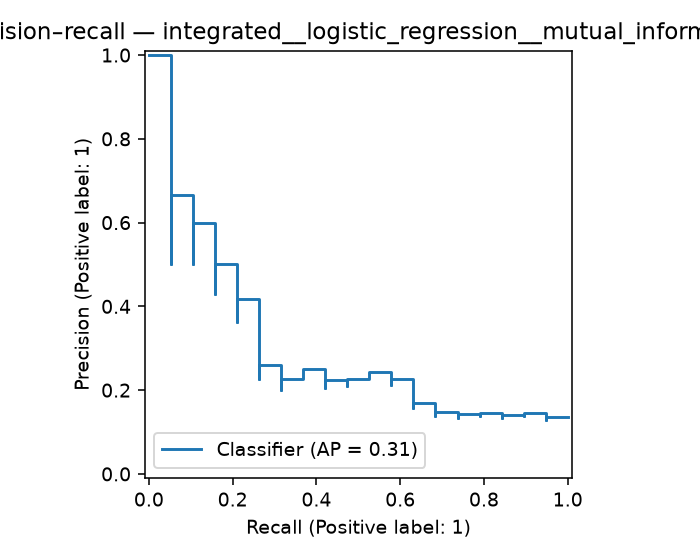 ision–recall — integrated__logistic_regression__mutual_inform
1.0
0.8
0.6
0.4
0.2
0.0
Precision (Positive label: 1)
Classifier (AP = 0.31)
0.0 0.2 0.4 0.6 0.8 1.0
Recall (Positive label: 1)